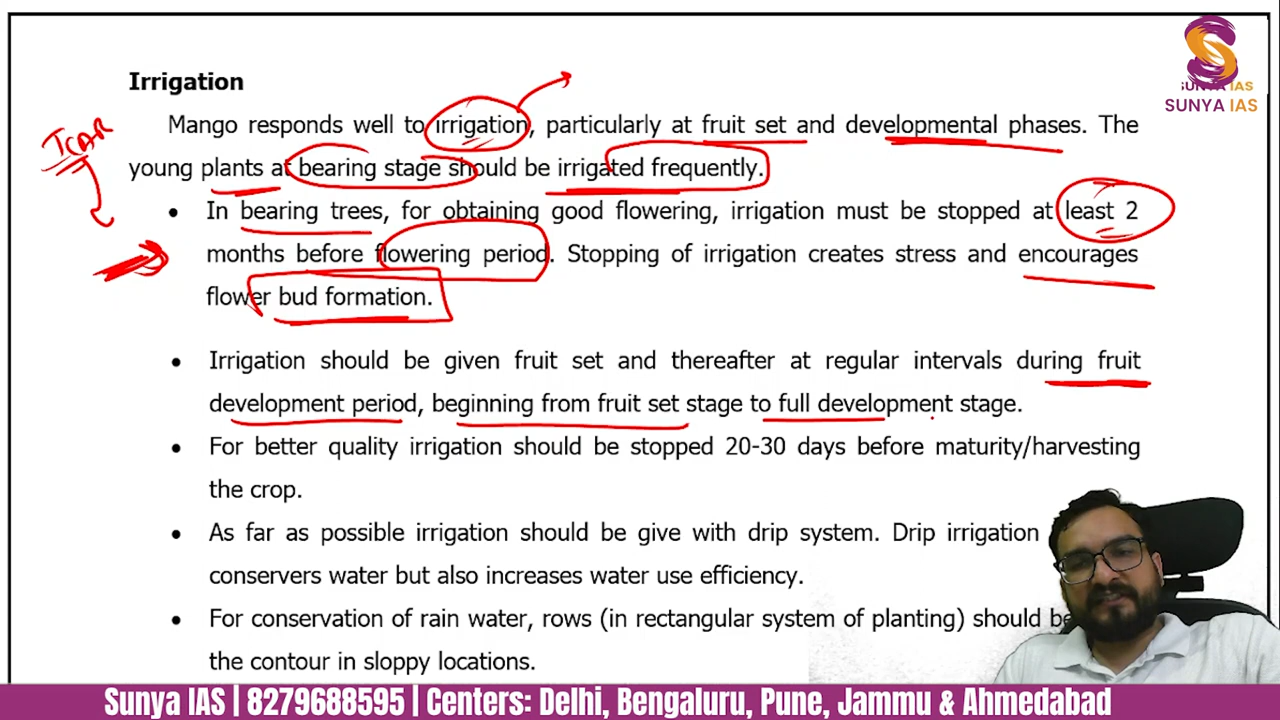 SUNYA IAS
SUNYA IAS
Irrigation
Mango responds well to irrigation, particularly at fruit set and developmental phases. The
ICAR
young plants at bearing stage should be irrigated frequently.
• In bearing trees, for obtaining good flowering, irrigation must be stopped at least 2
months before flowering period. Stopping of irrigation creates stress and encourages
flower bud formation.
• Irrigation should be given fruit set and thereafter at regular intervals during fruit
development period, beginning from fruit set stage to full development stage.
• For better quality irrigation should be stopped 20-30 days before maturity/harvesting
the crop.
• As far as possible irrigation should be give with drip system. Drip irrigation
conservers water but also increases water use efficiency.
• For conservation of rain water, rows (in rectangular system of planting) should be
the contour in sloppy locations.
Sunya IAS | 8279688595 | Centers: Delhi, Bengaluru, Pune, Jammu & Ahmedabad